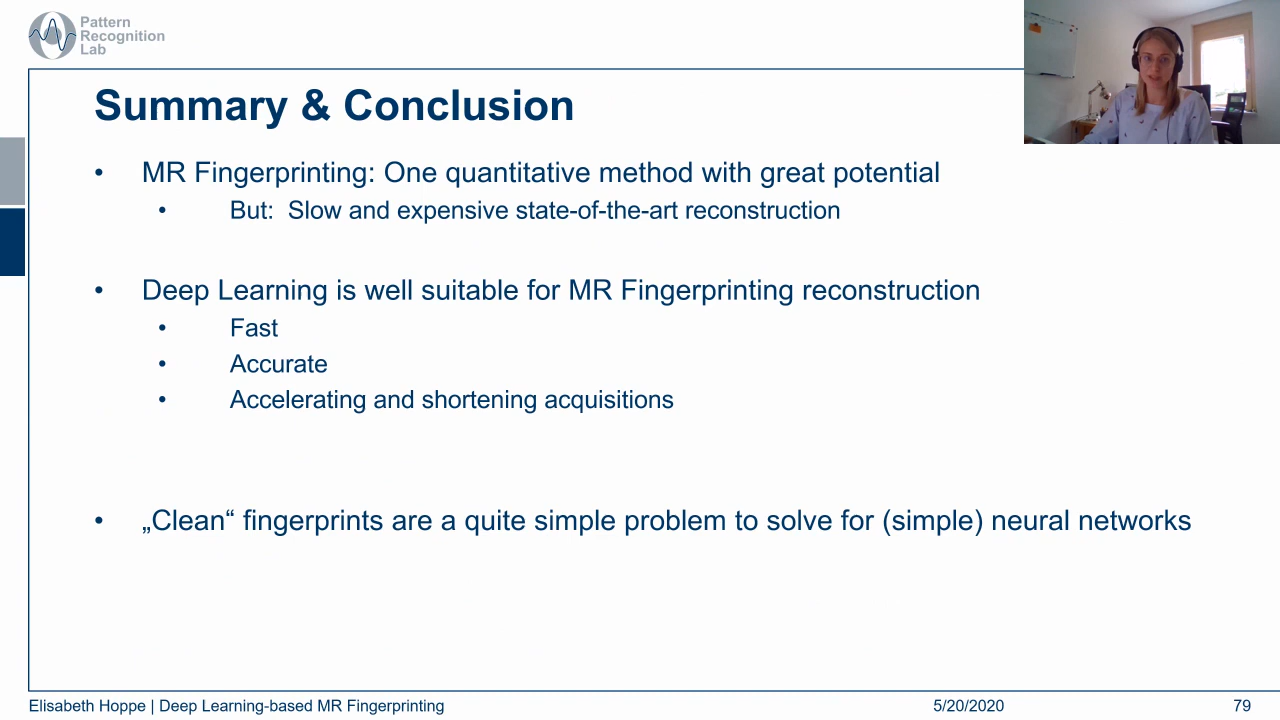 Pattern
Recognition
Lab
Summary & Conclusion
• MR Fingerprinting: One quantitative method with great potential
• But: Slow and expensive state-of-the-art reconstruction
• Deep Learning is well suitable for MR Fingerprinting reconstruction
• Fast
• Accurate
• Accelerating and shortening acquisitions
• „Clean“ fingerprints are a quite simple problem to solve for (simple) neural networks
Elisabeth Hoppe | Deep Learning-based MR Fingerprinting 5/20/2020 79